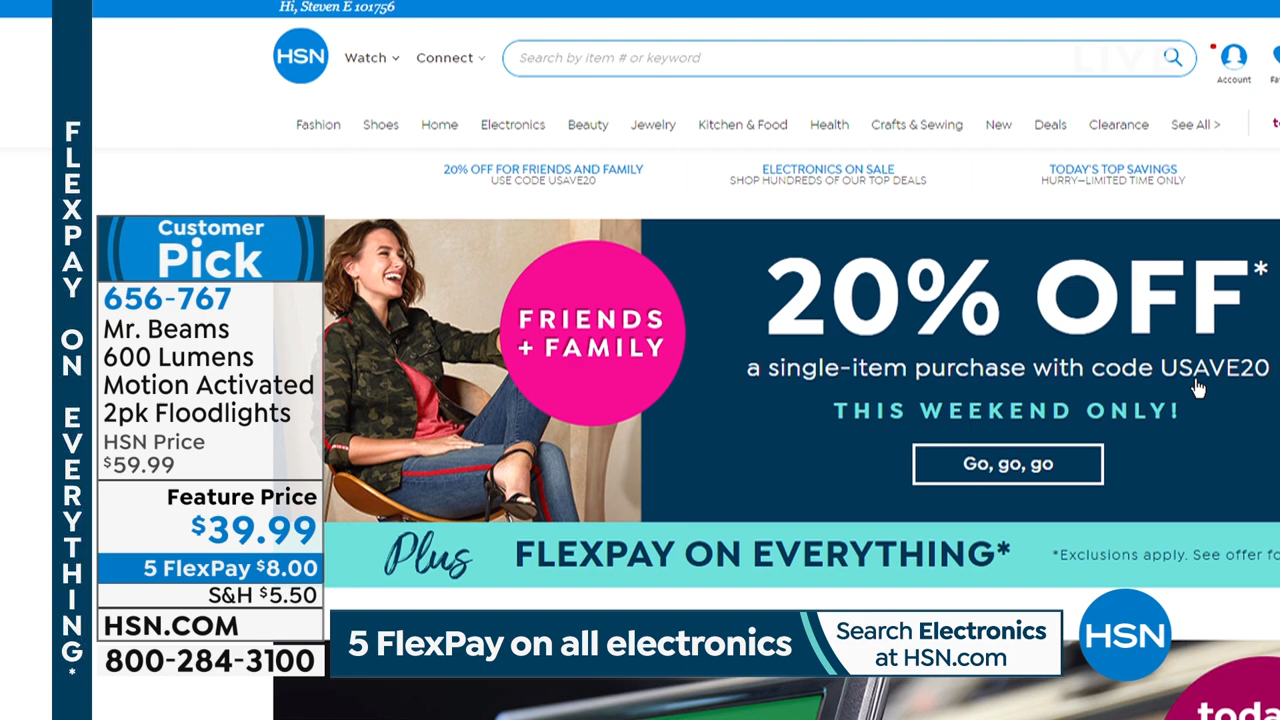 Hi, Steven E 101756
HSN
Watch
Connect
Search by item # or keyword
LIVE
Account
Fashion
Shoes
Home
Electronics
Beauty
Jewelry
Kitchen & Food
Health
Crafts & Sewing
New
Deals
Clearance
See All >
20% OFF FOR FRIENDS AND FAMILY
USE CODE USAVE20
ELECTRONICS ON SALE
SHOP HUNDREDS OF OUR TOP DEALS
TODAY'S TOP SAVINGS
HURRY—LIMITED TIME ONLY
FLEXPAY ON EVERYTHING*
Customer
Pick
656-767
Mr. Beams
600 Lumens
Motion Activated
2pk Floodlights
HSN Price
$59.99
Feature Price
$39.99
5 FlexPay $8.00
S&H $5.50
HSN.COM
800-284-3100
FRIENDS
+ FAMILY
20% OFF*
a single-item purchase with code USAVE20
THIS WEEKEND ONLY!
Go, go, go
Plus FLEXPAY ON EVERYTHING*
*Exclusions apply. See offer fo
5 FlexPay on all electronics
Search Electronics
at HSN.com
HSN
toda